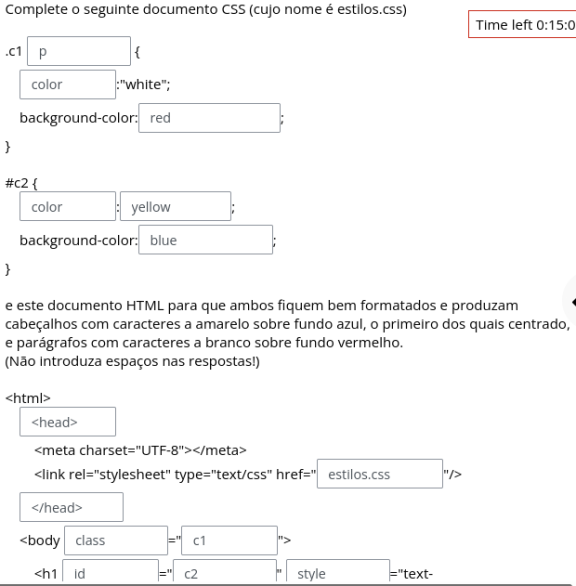 Complete o seguinte documento CSS (cujo nome é estilos.css)
Time left 0:15:0
.c1 p {
color :"white";
background-color: red ;
}
#c2 {
color : yellow ;
background-color: blue ;
}
e este documento HTML para que ambos fiquem bem formatados e produzam
cabeçalhos com caracteres a amarelo sobre fundo azul, o primeiro dos quais centrado,
e parágrafos com caracteres a branco sobre fundo vermelho.
(Não introduza espaços nas respostas!)
<html>
<head>
<meta charset="UTF-8"></meta>
<link rel="stylesheet" type="text/css" href=" estilos.css "/>
</head>
<body class =" c1 ">
<h1 id =" c2 " style ="text-